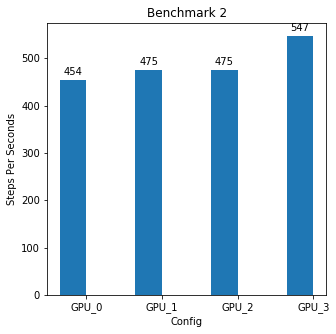 Benchmark 2
547
475
475
454
500
400
300
200
100
0
Steps Per Seconds
GPU_0
GPU_1
GPU_2
GPU_3
Config